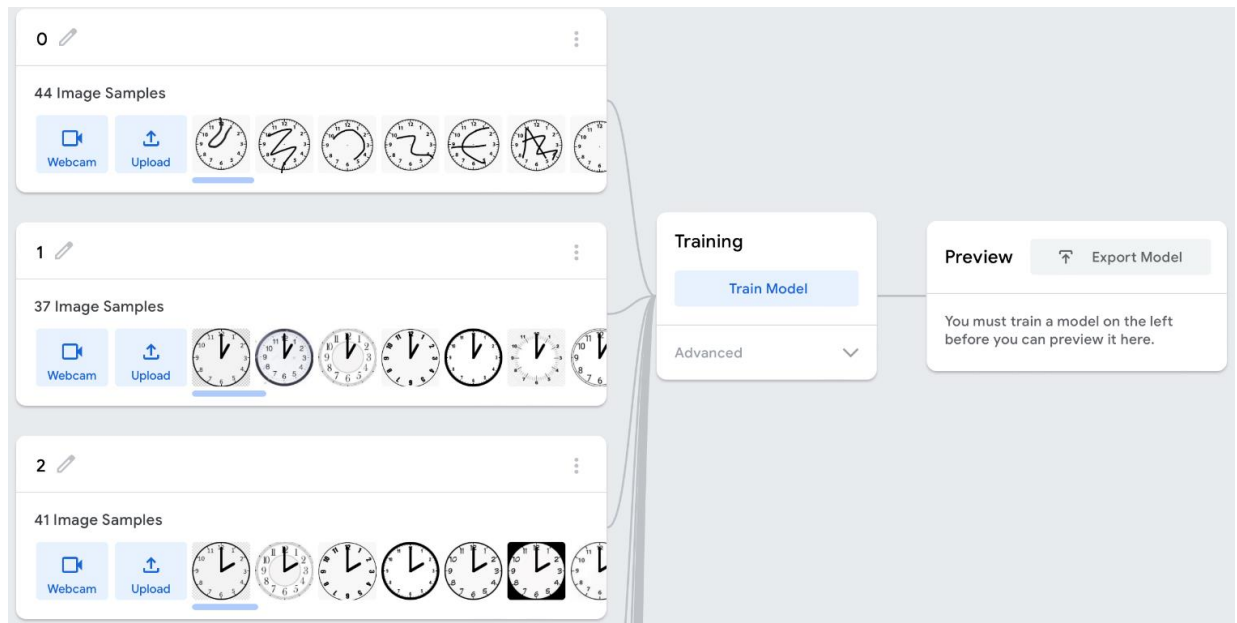 0
44 Image Samples
Webcam
Upload
1
37 Image Samples
Webcam
Upload
2
41 Image Samples
Webcam
Upload
Training
Train Model
Advanced
Preview
Export Model
You must train a model on the left
before you can preview it here.